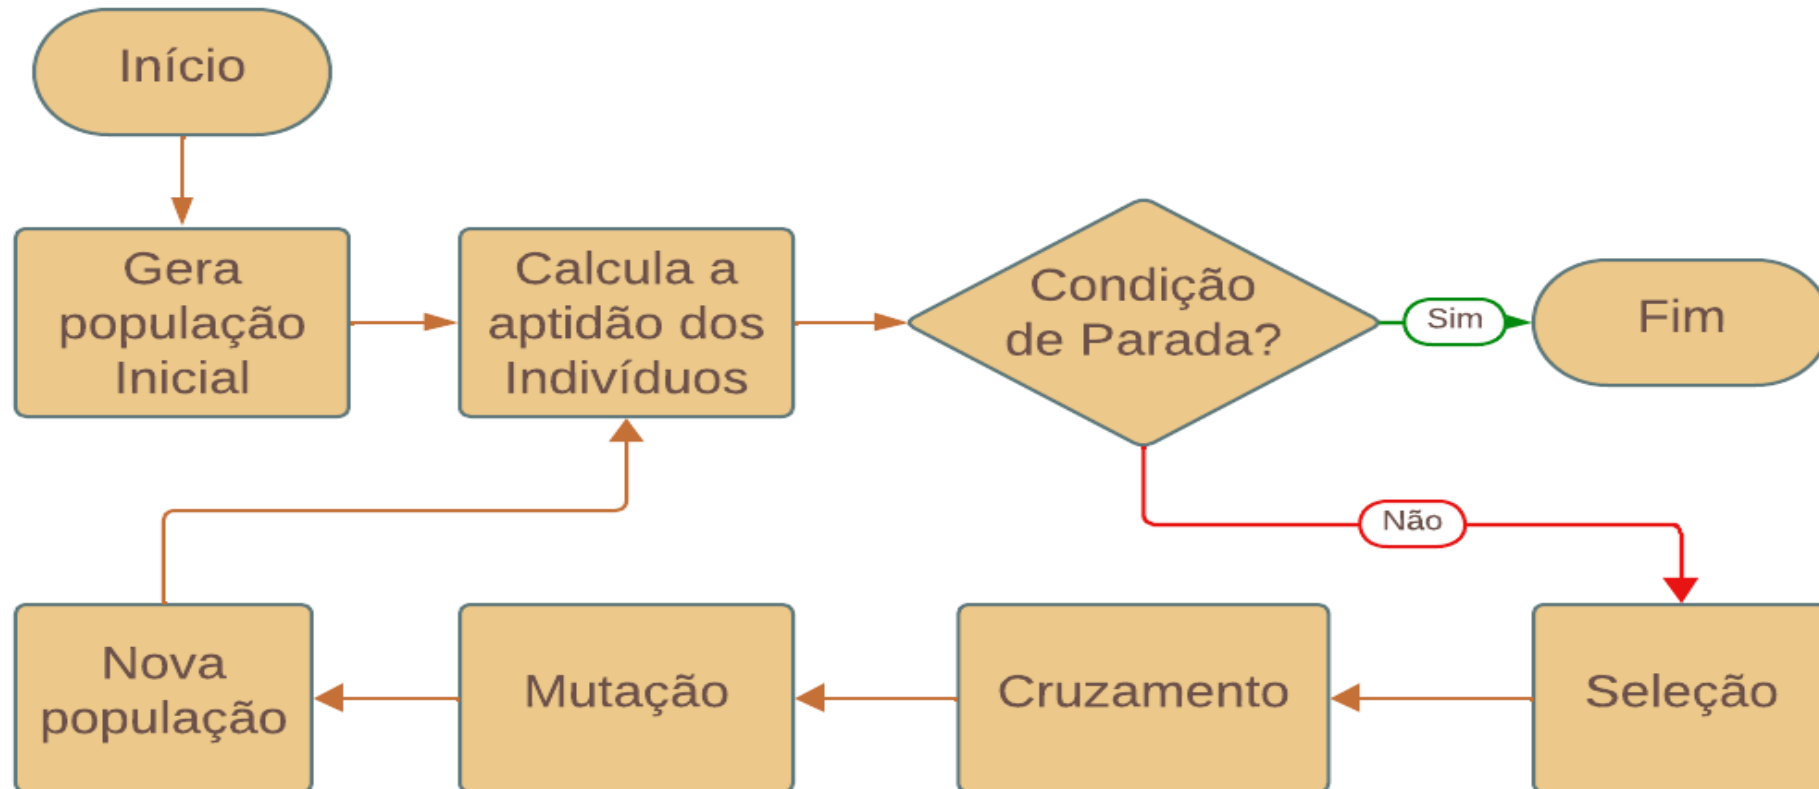 Início
Gera
população
Inicial
Calcula a
aptidão dos
Indivíduos
Condição
de Parada?
Sim
Fim
Não
Nova
população
Mutação
Cruzamento
Seleção